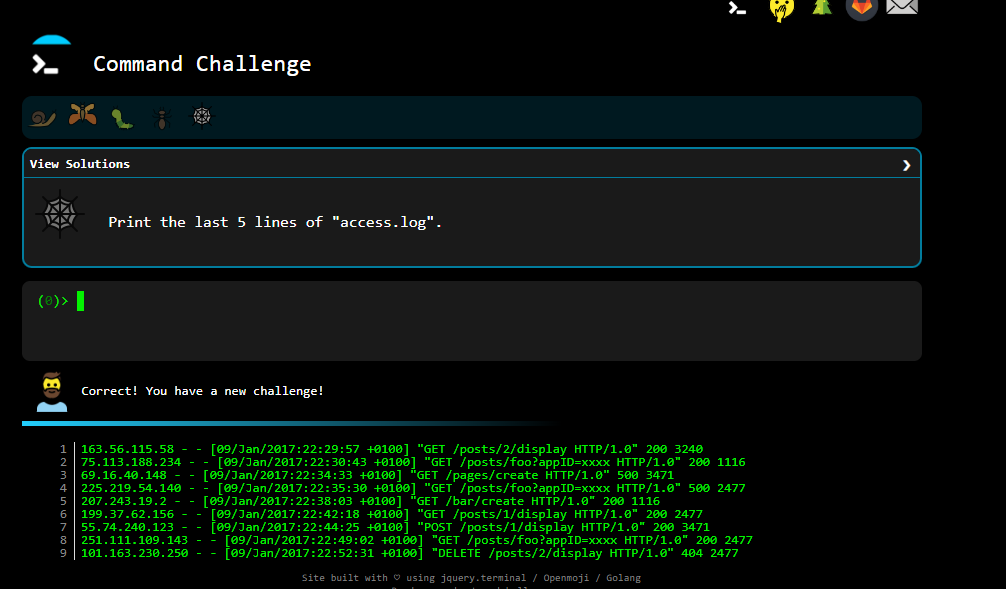 Command Challenge
View Solutions
Print the last 5 lines of "access.log".
(0)>
Correct! You have a new challenge!
1 163.56.115.58 - - [09/Jan/2017:22:29:57 +0100] "GET /posts/2/display HTTP/1.0" 200 3240
2 75.113.188.234 - - [09/Jan/2017:22:30:43 +0100] "GET /posts/foo?appID=xxxx HTTP/1.0" 200 1116
3 69.16.40.148 - - [09/Jan/2017:22:34:33 +0100] "GET /pages/create HTTP/1.0" 500 3471
4 225.219.54.140 - - [09/Jan/2017:22:35:30 +0100] "GET /posts/foo?appID=xxxx HTTP/1.0" 500 2477
5 207.243.19.2 - - [09/Jan/2017:22:38:03 +0100] "GET /bar/create HTTP/1.0" 200 1116
6 199.37.62.156 - - [09/Jan/2017:22:42:18 +0100] "GET /posts/1/display HTTP/1.0" 200 2477
7 55.74.240.123 - - [09/Jan/2017:22:44:25 +0100] "POST /posts/1/display HTTP/1.0" 200 3471
8 251.111.109.143 - - [09/Jan/2017:22:49:02 +0100] "GET /posts/foo?appID=xxxx HTTP/1.0" 200 2477
9 101.163.230.250 - - [09/Jan/2017:22:52:31 +0100] "DELETE /posts/2/display HTTP/1.0" 404 2477
Site built with ♡ using jquery.terminal / Openmoji / Golang